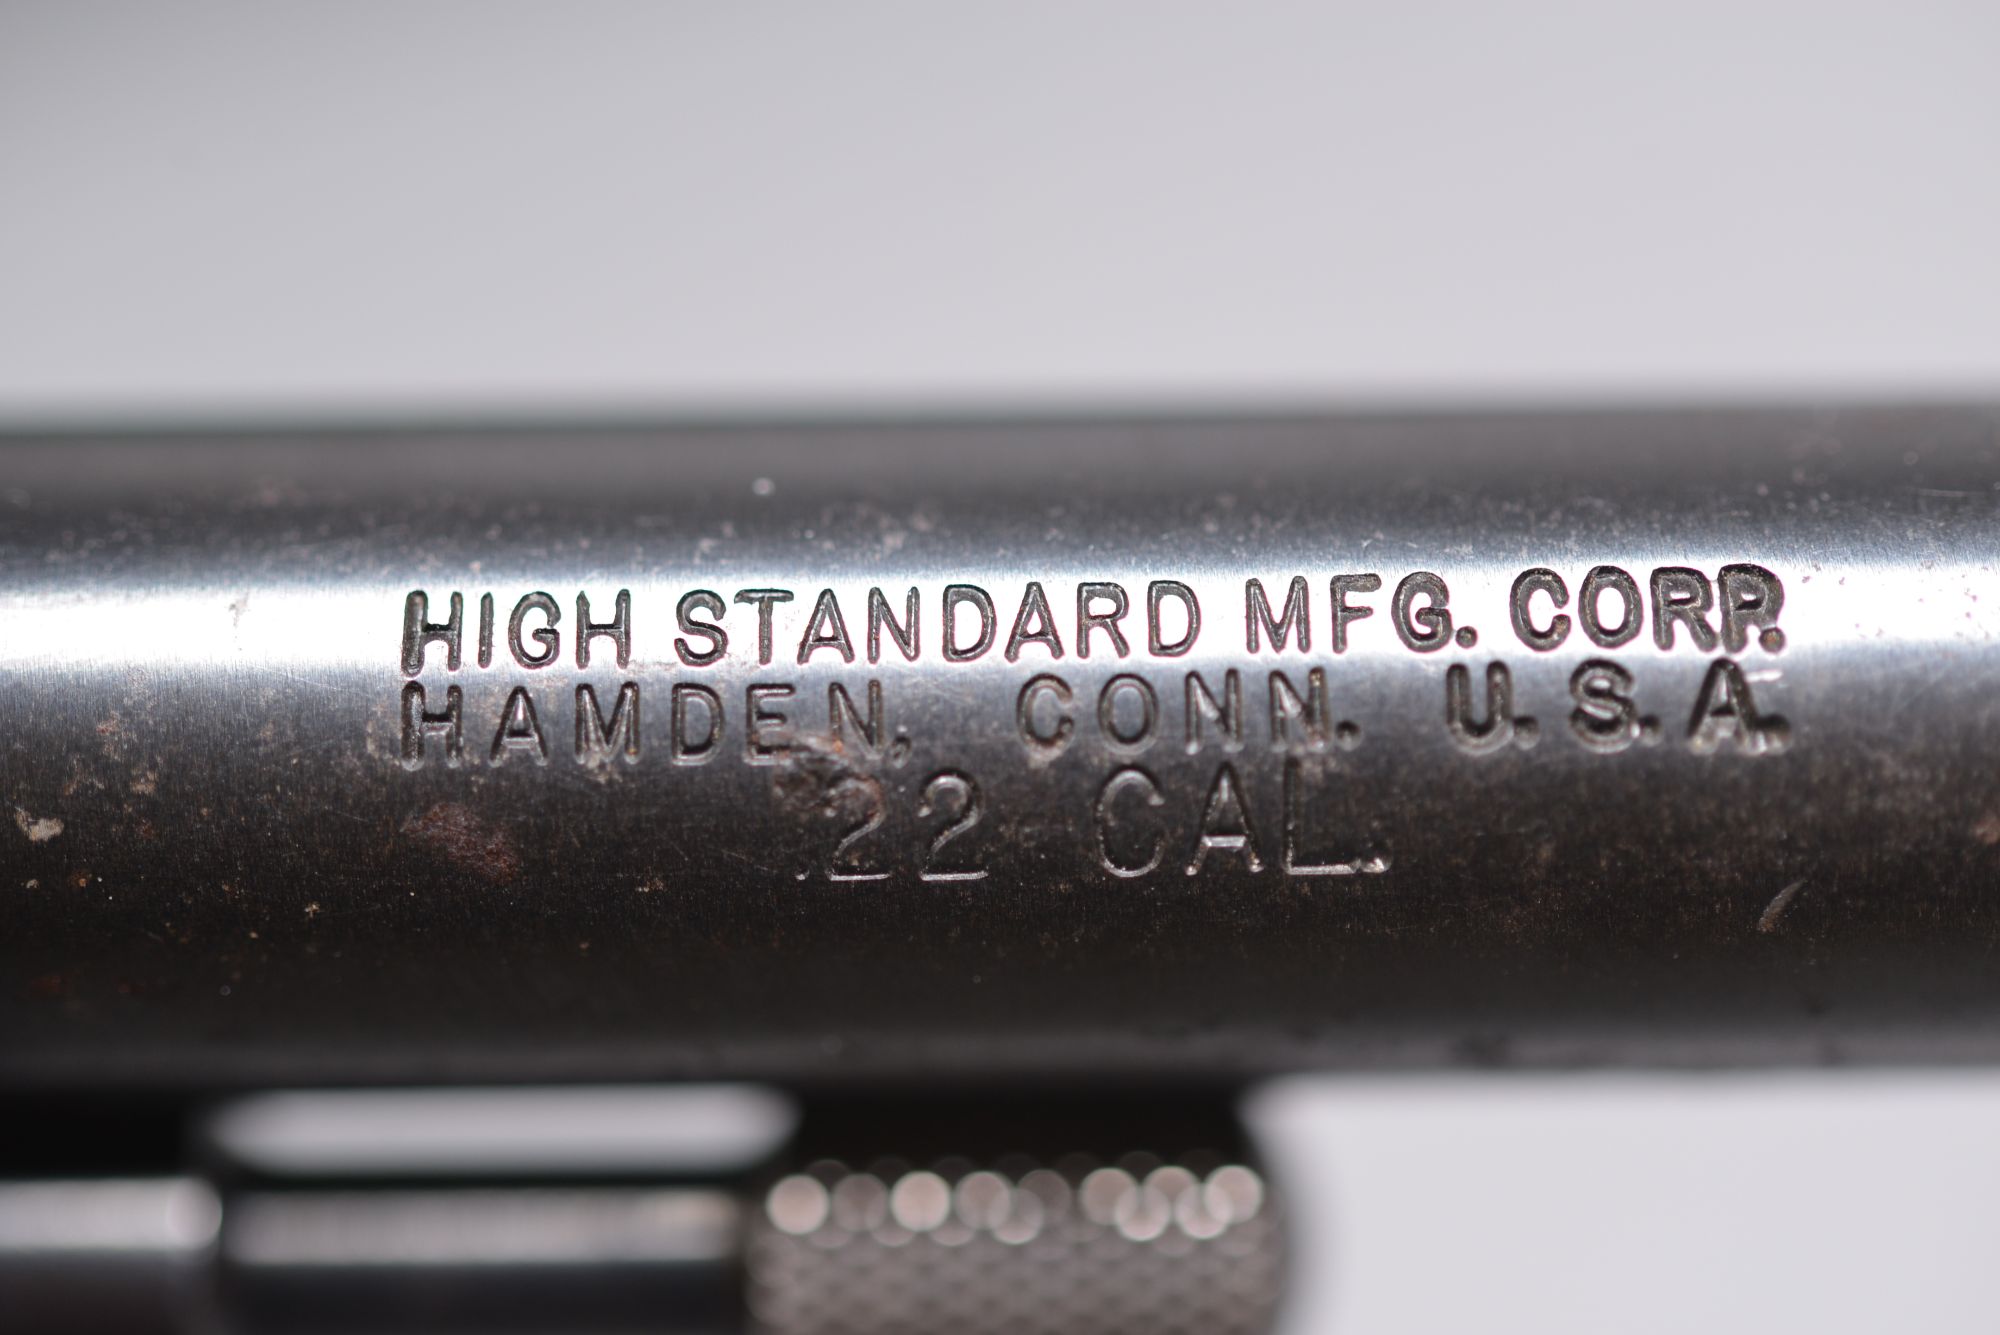 HIGH STANDARD MFG. CORP.
HAMDEN, CONN. U.S.A.
.22 CAL.